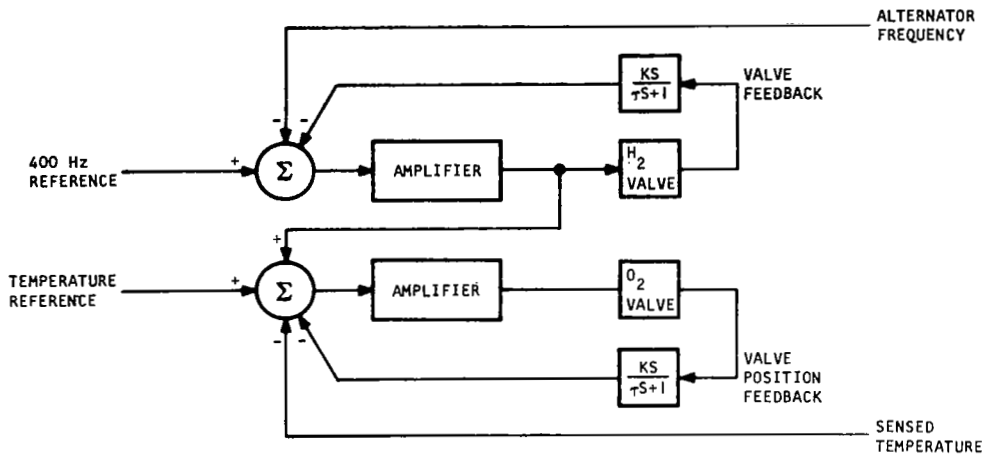 ALTERNATOR
FREQUENCY
KS
τS+1
VALVE
FEEDBACK
- -
400 Hz
REFERENCE
+
Σ
AMPLIFIER
H2
VALVE
+
TEMPERATURE
REFERENCE
+
Σ
AMPLIFIER
O2
VALVE
- -
KS
τS+1
VALVE
POSITION
FEEDBACK
SENSED
TEMPERATURE